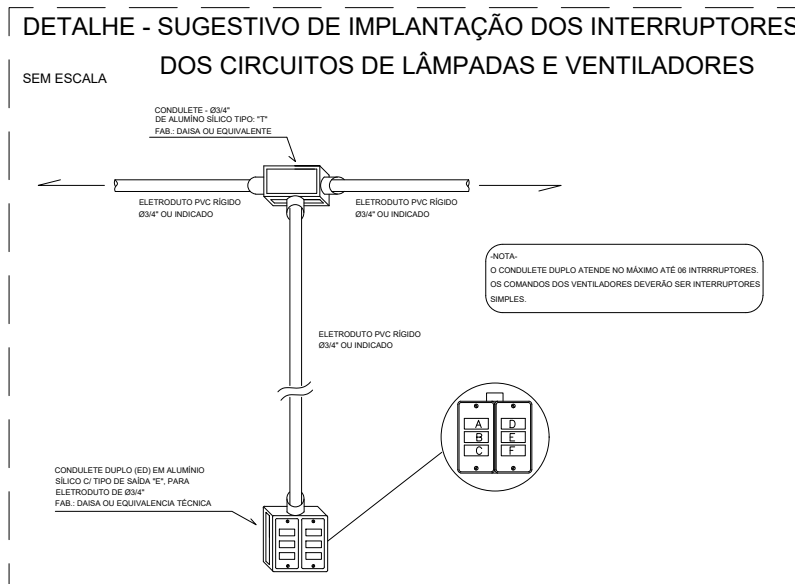 DETALHE - SUGESTIVO DE IMPLANTAÇÃO DOS INTERRUPTORES
DOS CIRCUITOS DE LÂMPADAS E VENTILADORES
SEM ESCALA
CONDULETE - Ø3/4"
DE ALUMÍNO SÍLICO TIPO: "T"
FAB.: DAISA OU EQUIVALENTE
ELETRODUTO PVC RÍGIDO
Ø3/4" OU INDICADO
ELETRODUTO PVC RÍGIDO
Ø3/4" OU INDICADO
-NOTA-
O CONDULETE DUPLO ATENDE NO MÁXIMO ATÉ 06 INTRRRUPTORES.
OS COMANDOS DOS VENTILADORES DEVERÃO SER INTERRUPTORES
SIMPLES.
ELETRODUTO PVC RÍGIDO
Ø3/4" OU INDICADO
A D
B E
C F
CONDULETE DUPLO (ED) EM ALUMÍNIO
SÍLICO C/ TIPO DE SAÍDA "E", PARA
ELETRODUTO DE Ø3/4"
FAB.: DAISA OU EQUIVALENCIA TÉCNICA